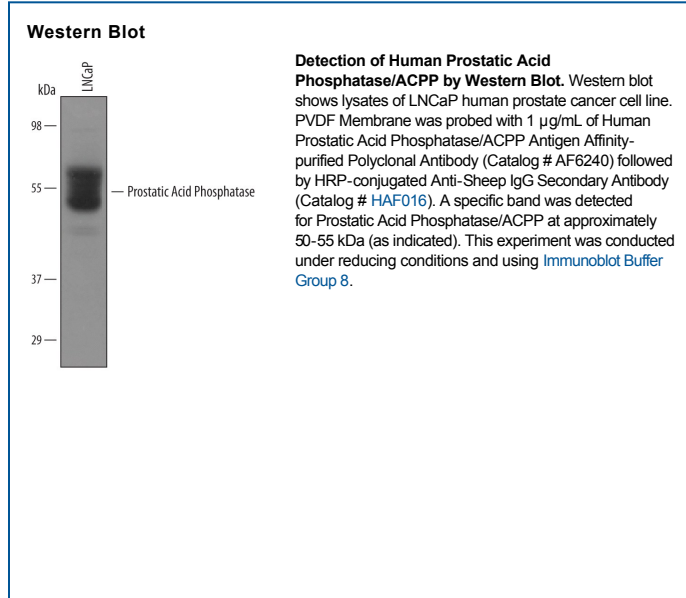 Western Blot
kDa
LNCaP
98
55
Prostatic Acid Phosphatase
37
29
Detection of Human Prostatic Acid
Phosphatase/ACPP by Western Blot. Western blot
shows lysates of LNCaP human prostate cancer cell line.
PVDF Membrane was probed with 1 µg/mL of Human
Prostatic Acid Phosphatase/ACPP Antigen Affinity-
purified Polyclonal Antibody (Catalog # AF6240) followed
by HRP-conjugated Anti-Sheep IgG Secondary Antibody
(Catalog # HAF016). A specific band was detected
for Prostatic Acid Phosphatase/ACPP at approximately
50-55 kDa (as indicated). This experiment was conducted
under reducing conditions and using Immunoblot Buffer
Group 8.